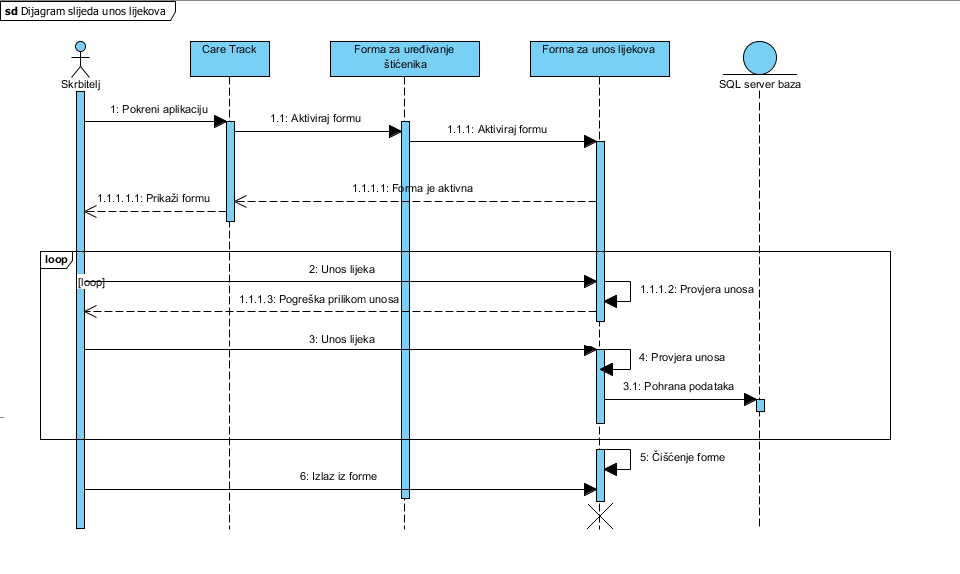 sd Dijagram slijeda unos lijekova
Care Track
Forma za uređivanje
štićenika
Forma za unos lijekova
Skrbitelj
SQL server baza
1: Pokreni aplikaciju
1.1: Aktiviraj formu
1.1.1: Aktiviraj formu
1.1.1.1: Forma je aktivna
1.1.1.1.1: Prikaži formu
loop
[loop]
2: Unos lijeka
1.1.1.2: Provjera unosa
1.1.1.3: Pogreška prilikom unosa
3: Unos lijeka
4: Provjera unosa
3.1: Pohrana podataka
5: Čišćenje forme
6: Izlaz iz forme